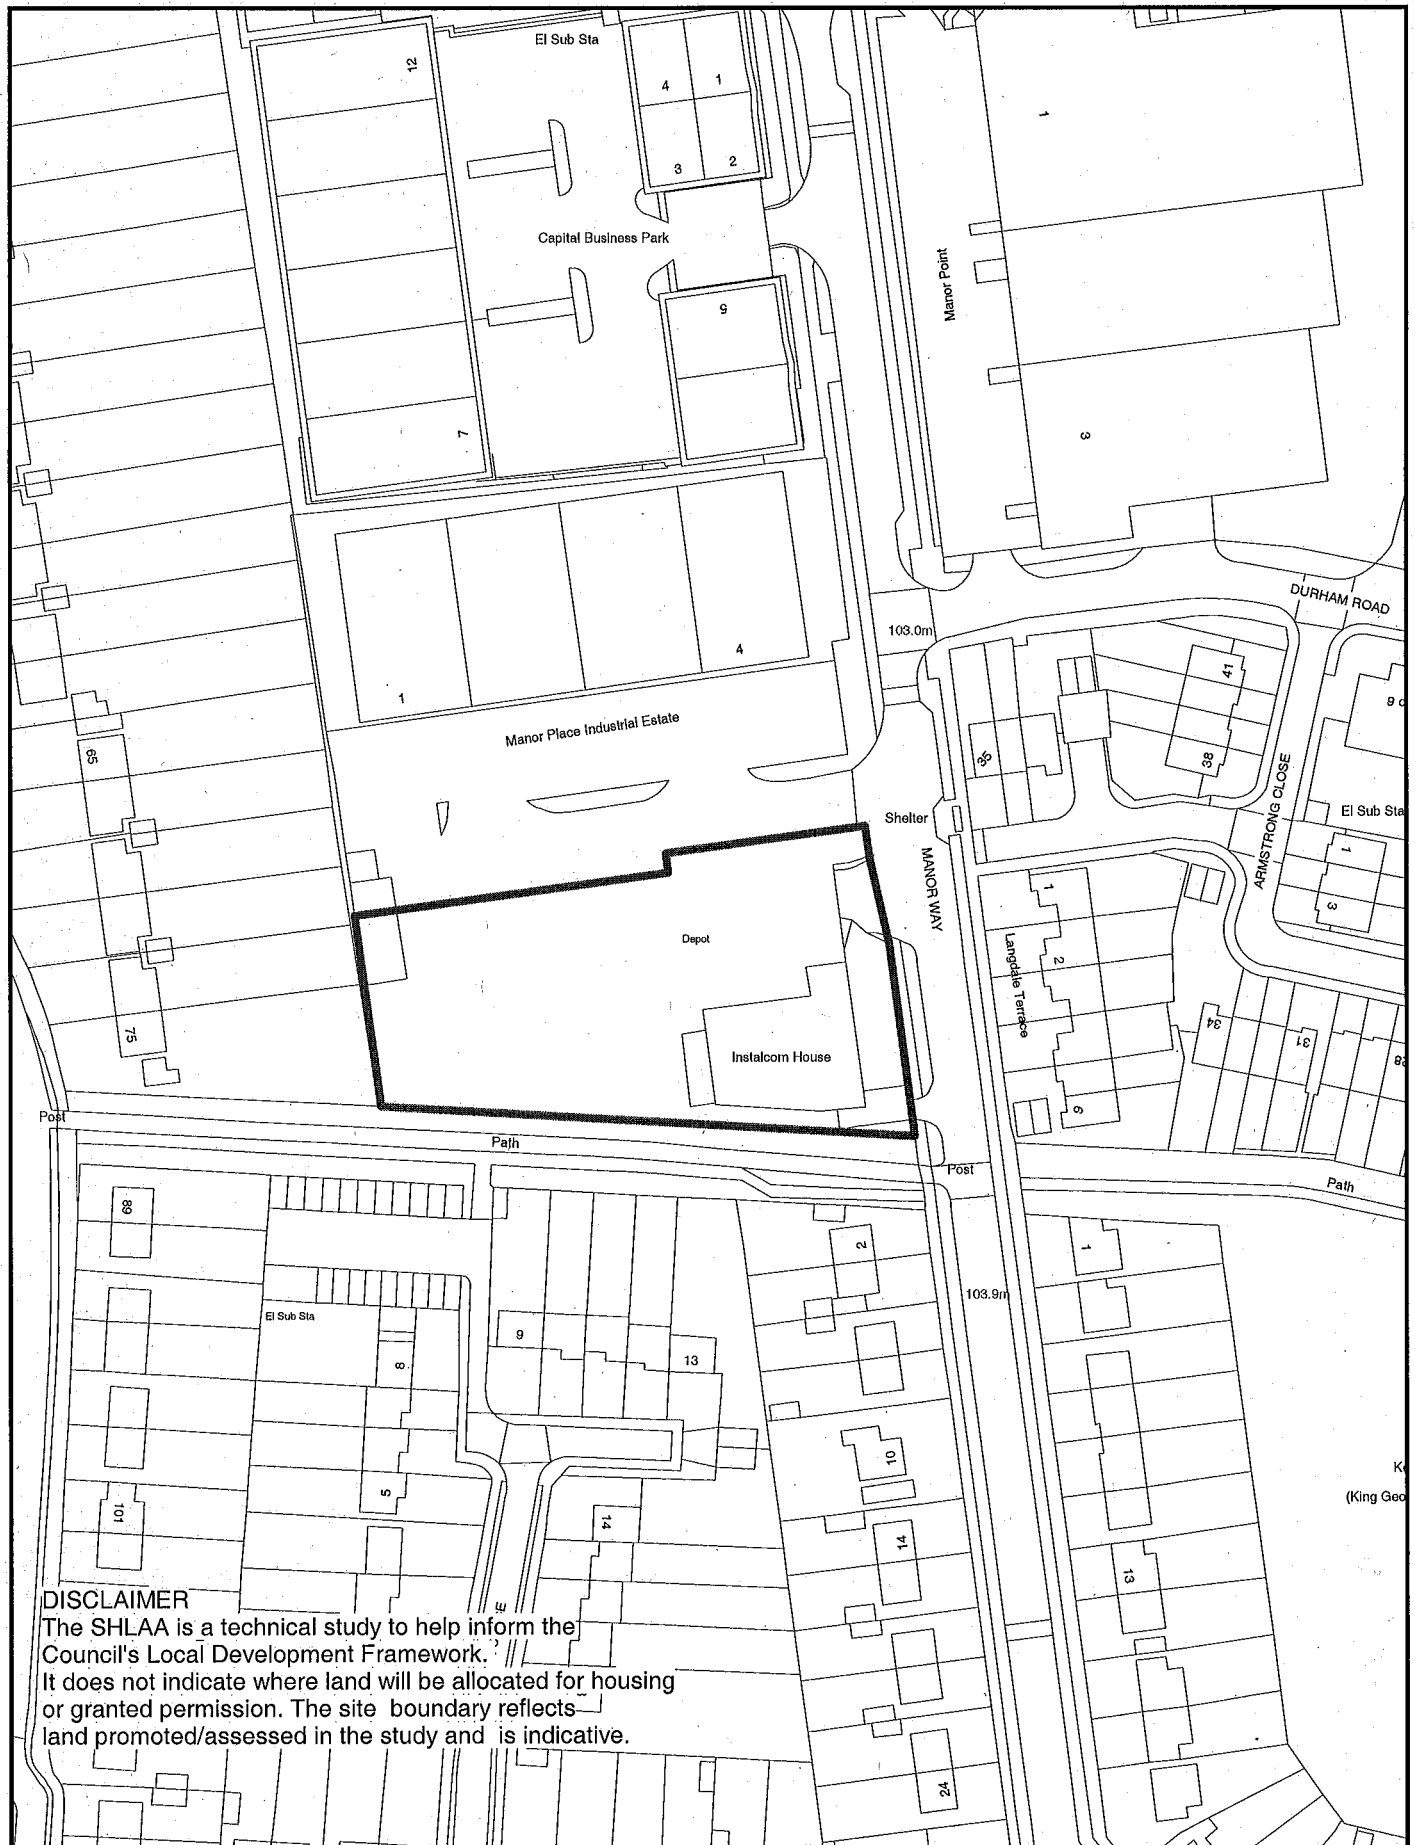 El Sub Sta
12
4
1
3
2
1
Capital Business Park
Manor Point
5
7
3
DURHAM ROAD
103.0m
4
1
41
9
Manor Place Industrial Estate
35
38
65
ARMSTRONG CLOSE
El Sub Sta
Shelter
MANOR WAY
1
1
3
Depot
2
Langdale Terrace
34
31
28
75
Instalcom House
6
Post
Path
Post
Path
89
2
1
103.9m
El Sub Sta
9
8
13
10
5
(King Geo
101
14
14
13
DISCLAIMER
The SHLAA is a technical study to help inform the
Council's Local Development Framework.
It does not indicate where land will be allocated for housing
or granted permission. The site boundary reflects
land promoted/assessed in the study and is indicative.
24